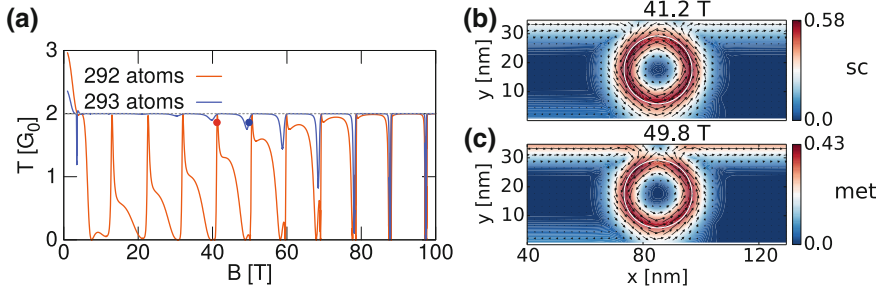 (a)
T [G0]
3
2
1
0
292 atoms
293 atoms
0 20 40 60 80 100
B [T]
(b)
41.2 T
y [nm]
30
20
10
0.58
sc
0.0
(c)
49.8 T
y [nm]
30
20
10
0.43
met
0.0
40 60 80 100 120
x [nm]